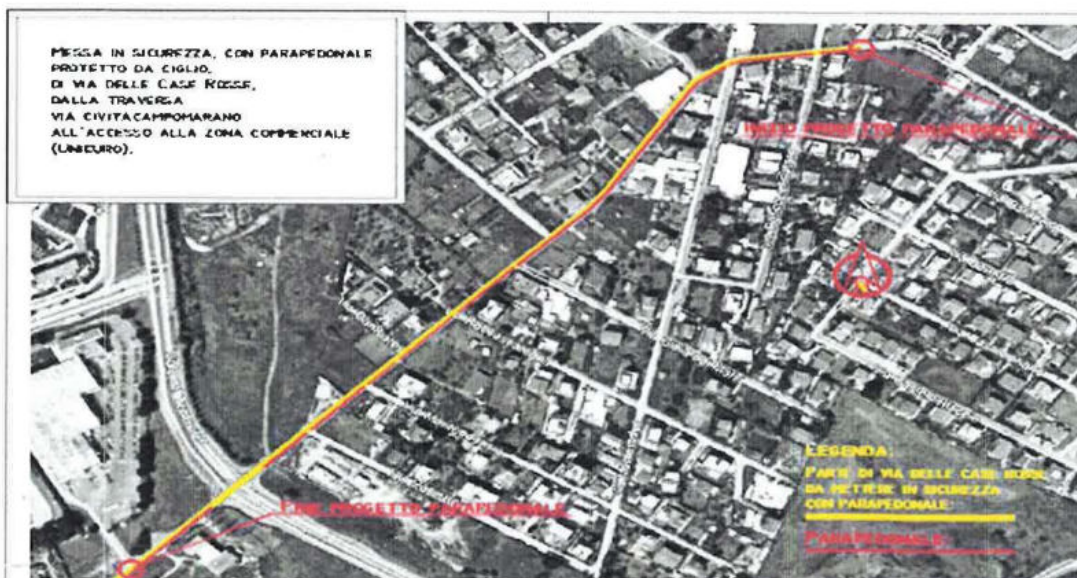 MESSA IN SICUREZZA, CON PARAPEDONALE
PROTETTO DA CIGLIO,
DI VIA DELLE CASE ROSSE,
DALLA TRAVERSA
VIA CIVITACAMPOMARANO
ALL'ACCESSO ALLA ZONA COMMERCIALE
(UNIEURO).
INIZIO PROGETTO PARAPEDONALE
FINE PROGETTO PARAPEDONALE
LEGENDA:
PARTE DI VIA DELLE CASE ROSSE
DA METTERE IN SICUREZZA
CON PARAPEDONALE
PARAPEDONALE